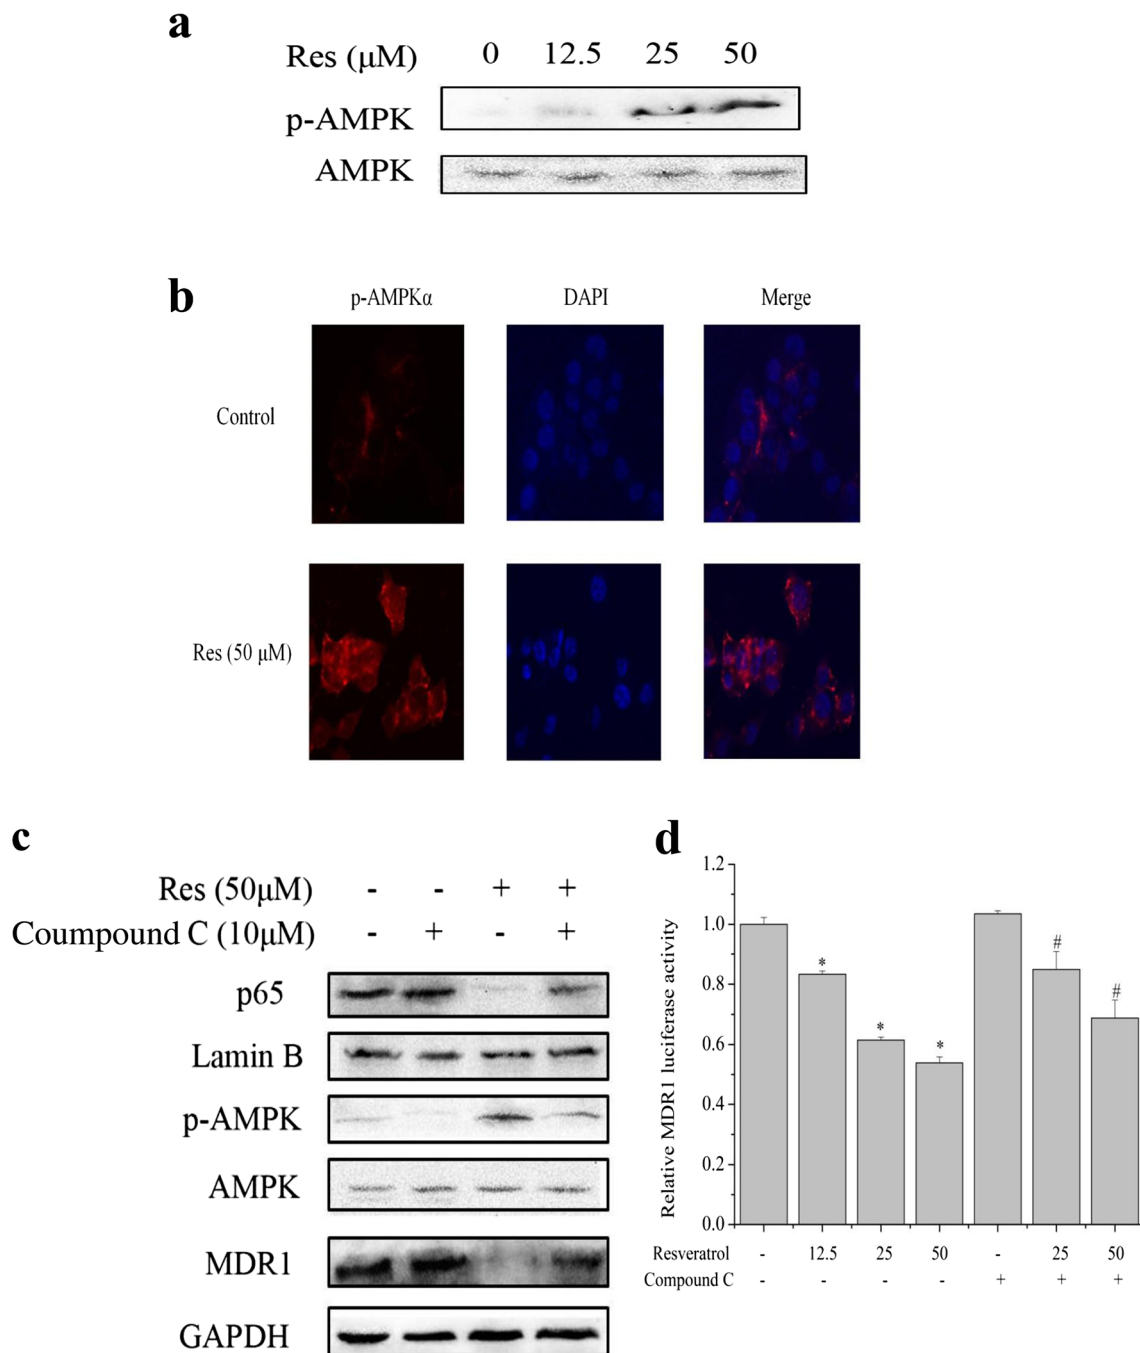 a
Res (μM) 0 12.5 25 50
p-AMPK
AMPK
b
p-AMPKα DAPI Merge
Control
Res (50 μM)
c
Res (50μM) - - + +
Coumpound C (10μM) - + - +
p65
Lamin B
p-AMPK
AMPK
MDR1
GAPDH
d
Relative MDR1 luciferase activity
1.2
1.0
0.8
0.6
0.4
0.2
0.0
* * * # #
Resveratrol - 12.5 25 50 - 25 50
Compound C - - - - + + +